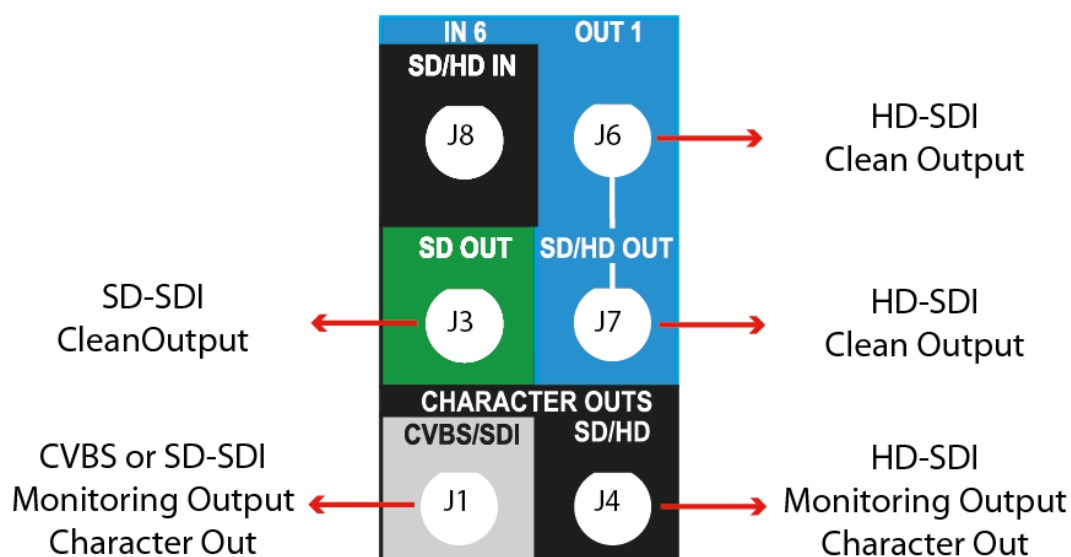 IN 6 OUT 1
SD/HD IN
J8 J6
HD-SDI
Clean Output
SD OUT SD/HD OUT
SD-SDI
CleanOutput
J3 J7
HD-SDI
Clean Output
CHARACTER OUTS
CVBS/SDI SD/HD
CVBS or SD-SDI
Monitoring Output
Character Out
J1 J4
HD-SDI
Monitoring Output
Character Out